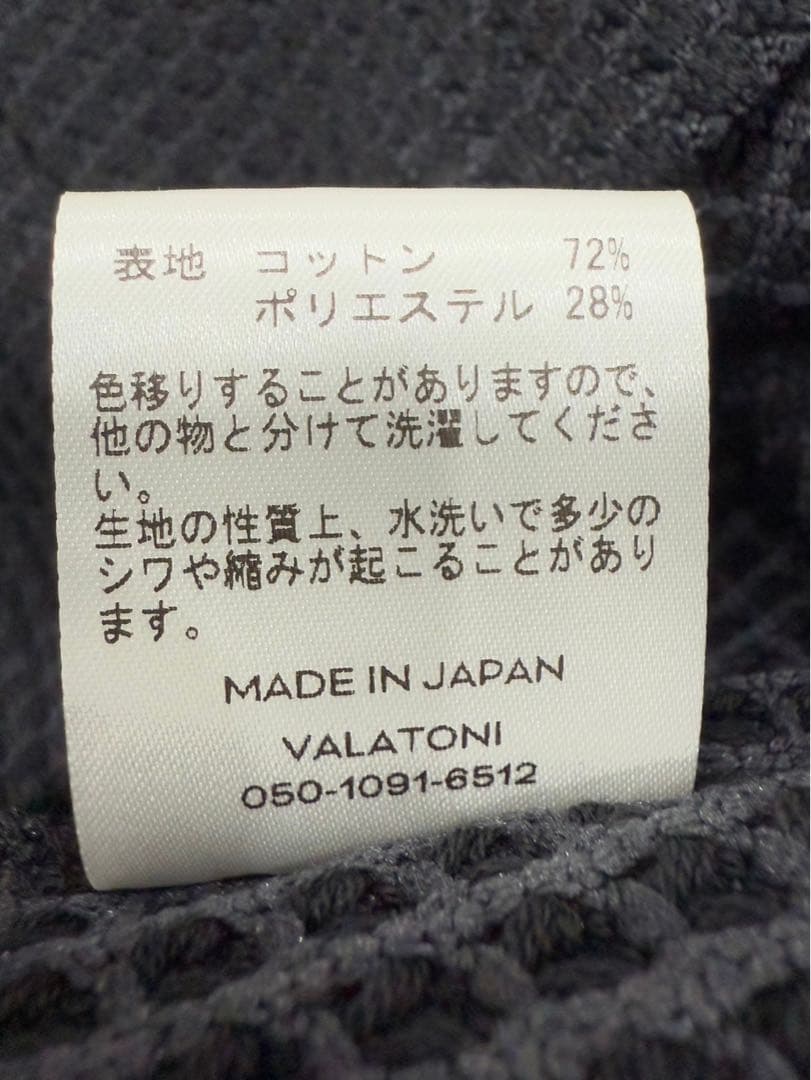 表地 コットン 72%
ポリエステル 28%
色移りすることがありますので、
他の物と分けて洗濯してくださ
い。
生地の性質上、水洗いで多少の
シワや縮みが起こることがあり
ます。
MADE IN JAPAN
VALATONI
050-1091-6512